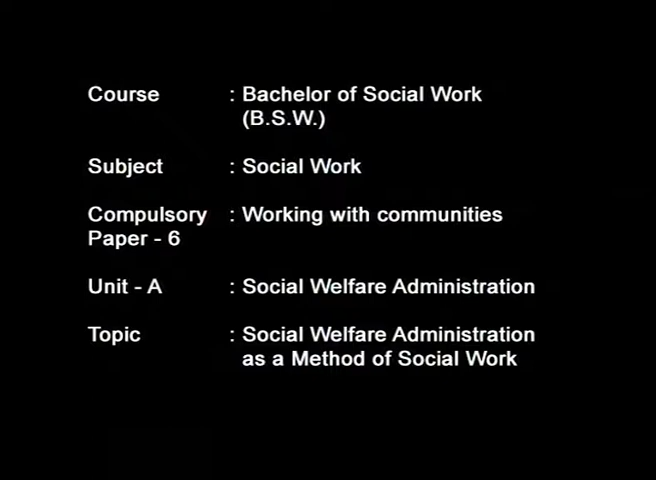 Course : Bachelor of Social Work
(B.S.W.)
Subject : Social Work
Compulsory : Working with communities
Paper - 6
Unit - A : Social Welfare Administration
Topic : Social Welfare Administration
as a Method of Social Work